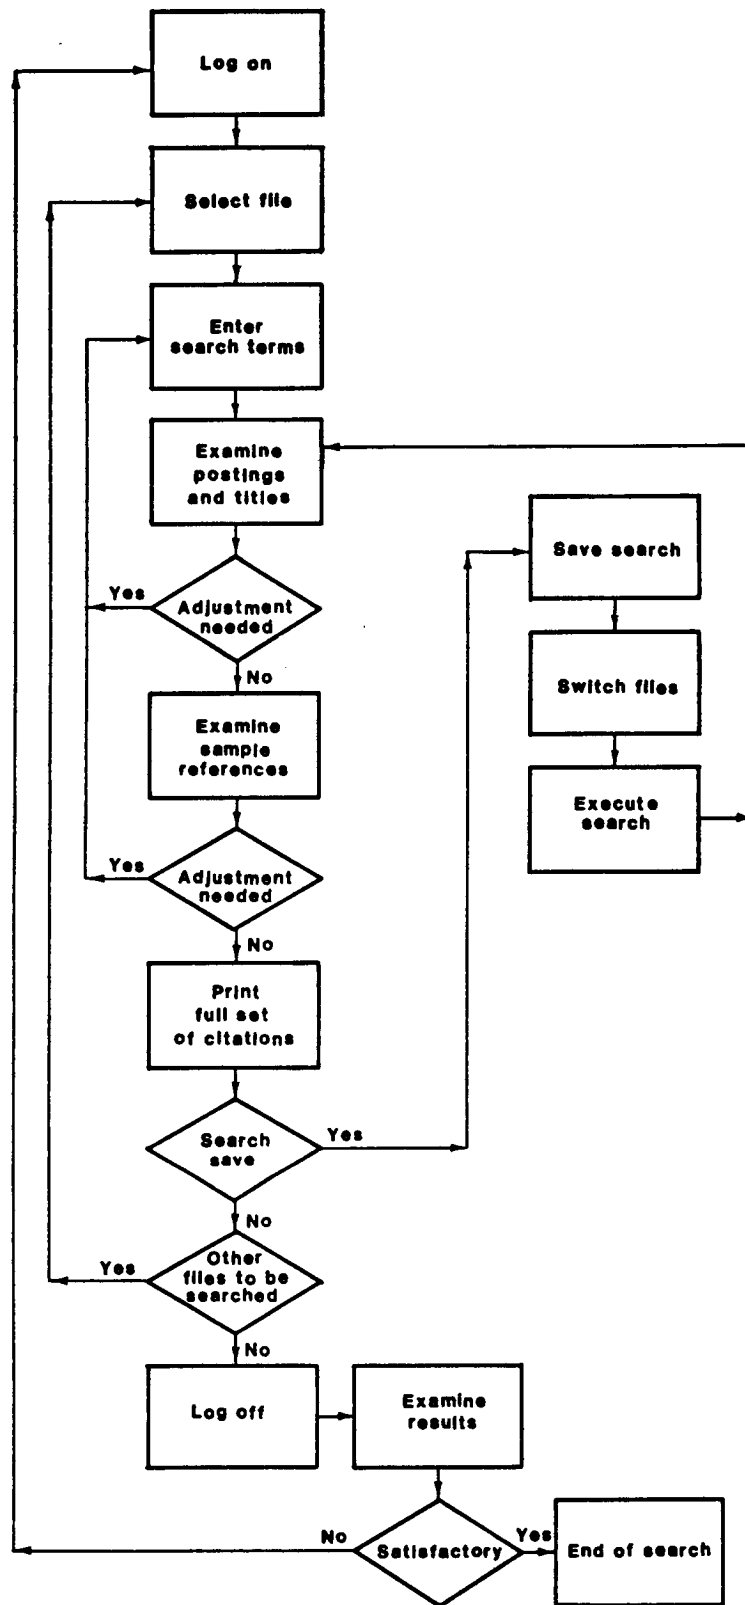 Log on
Select file
Enter
search terms
Examine
postings
and titles
Yes
Adjustment
needed
No
Examine
sample
references
Yes
Adjustment
needed
No
Print
full set
of citations
Search
save
Yes
No
Save search
Switch files
Execute
search
Yes
Other
files to be
searched
No
Log off
Examine
results
No
Satisfactory
Yes
End of search